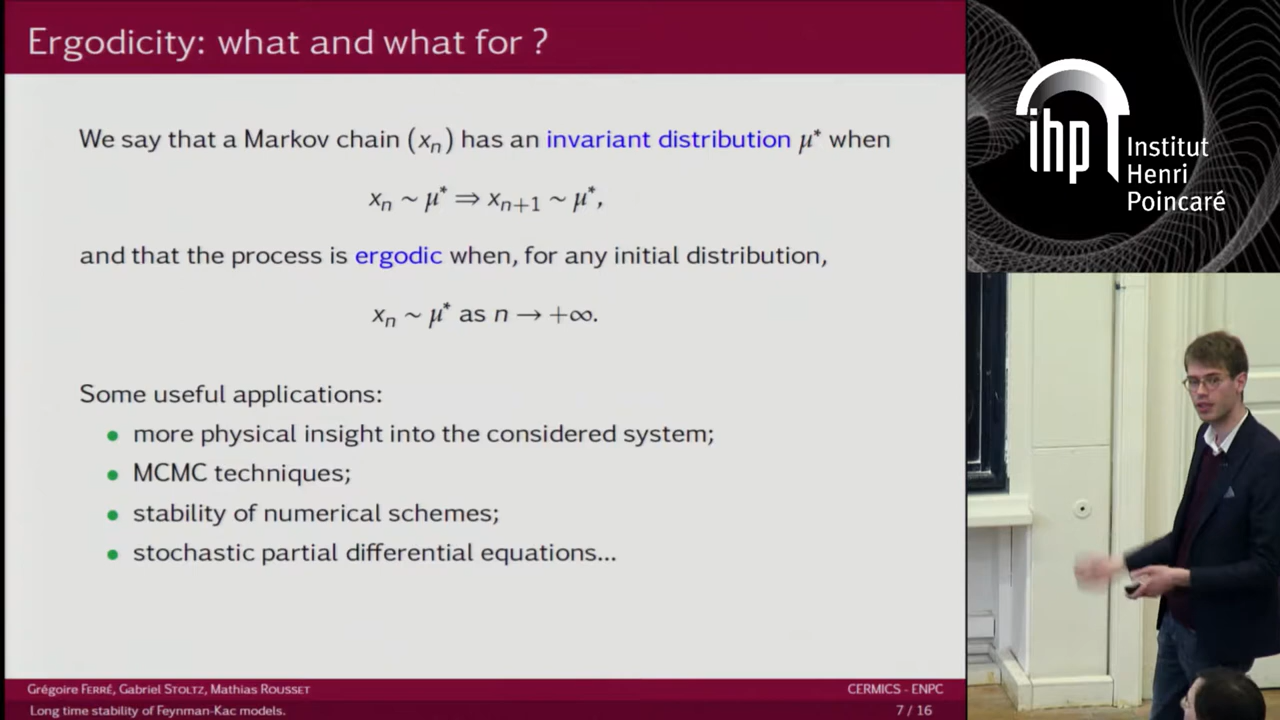 Ergodicity: what and what for ?
We say that a Markov chain (xₙ) has an invariant distribution μ* when
xₙ ∼ μ* ⇒ xₙ₊₁ ∼ μ*,
and that the process is ergodic when, for any initial distribution,
xₙ ∼ μ* as n → +∞.
Some useful applications:
• more physical insight into the considered system;
• MCMC techniques;
• stability of numerical schemes;
• stochastic partial differential equations...
Grégoire Ferré, Gabriel Stoltz, Mathias Rousset
CERMICS - ENPC
Long time stability of Feynman-Kac models.
7 / 16
ihp
Institut
Henri
Poincaré